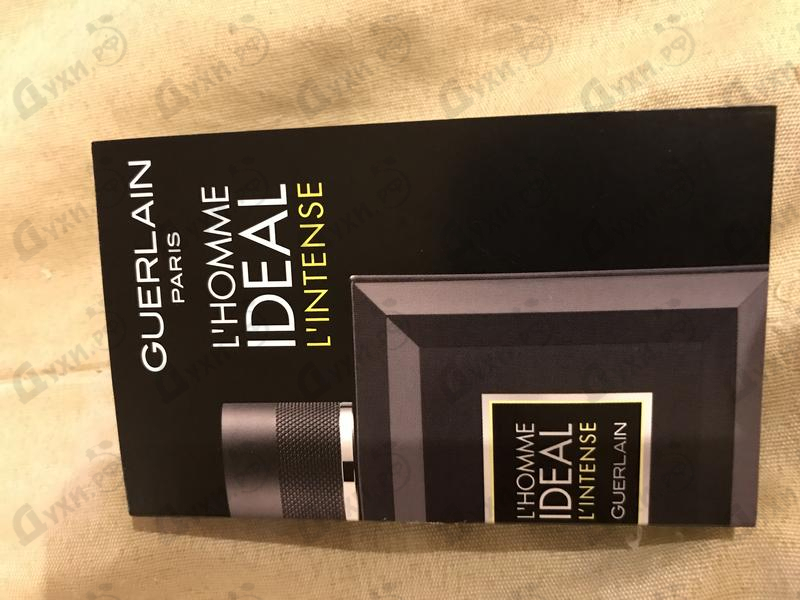 GUERLAIN
PARIS
L'HOMME
IDEAL
L'INTENSE
L'HOMME
IDEAL
L'INTENSE
GUERLAIN
Духи.рф